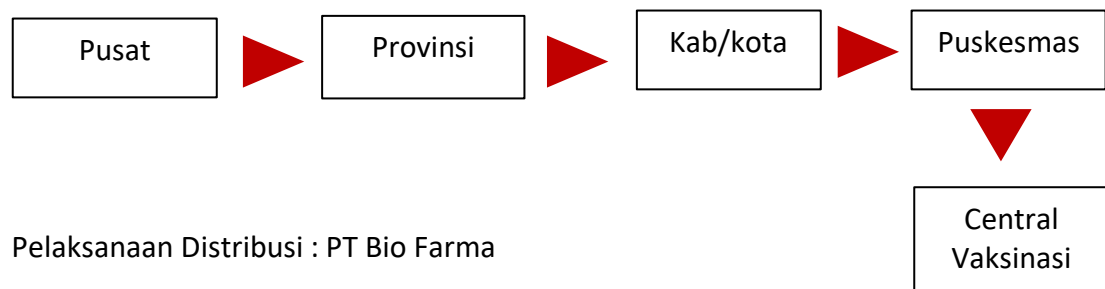 Pusat
Provinsi
Kab/kota
Puskesmas
Central
Vaksinasi
Pelaksanaan Distribusi : PT Bio Farma